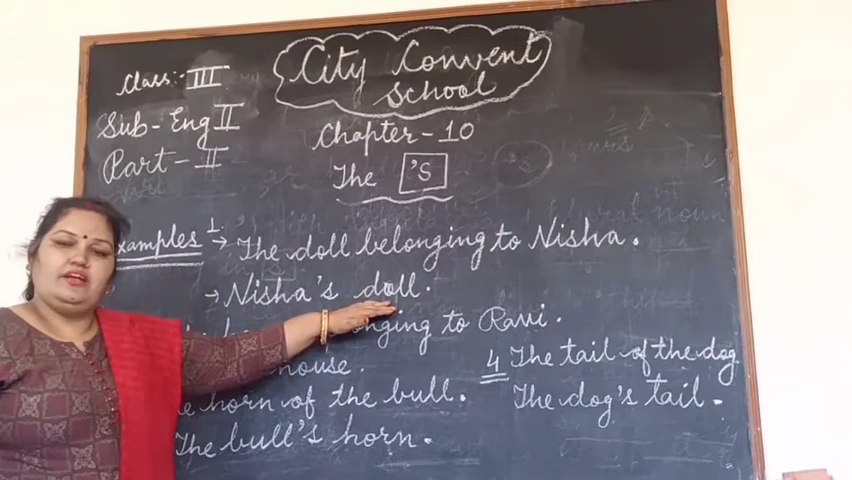 City Convent
School
Class:- III
Sub- Eng II
Part - II
Chapter - 10
The 's
Examples 1. → The doll belonging to Nisha.
→ Nisha's doll.
belonging to Ravi.
house.
4 The tail of the dog
The dog's tail.
horn of the bull.
The bull's horn.